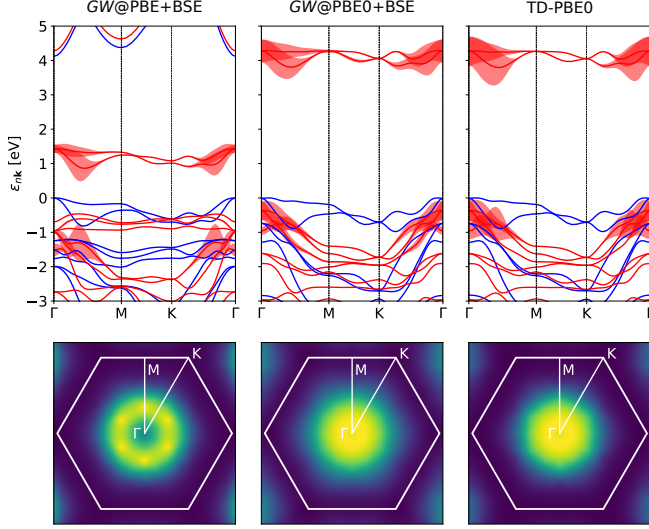 GW@PBE+BSE
GW@PBE0+BSE
TD-PBE0
ε_nk [eV]
5
4
3
2
1
0
−1
−2
−3
Γ M K Γ
Γ M K Γ
Γ M K Γ
K K K
M M M
Γ Γ Γ